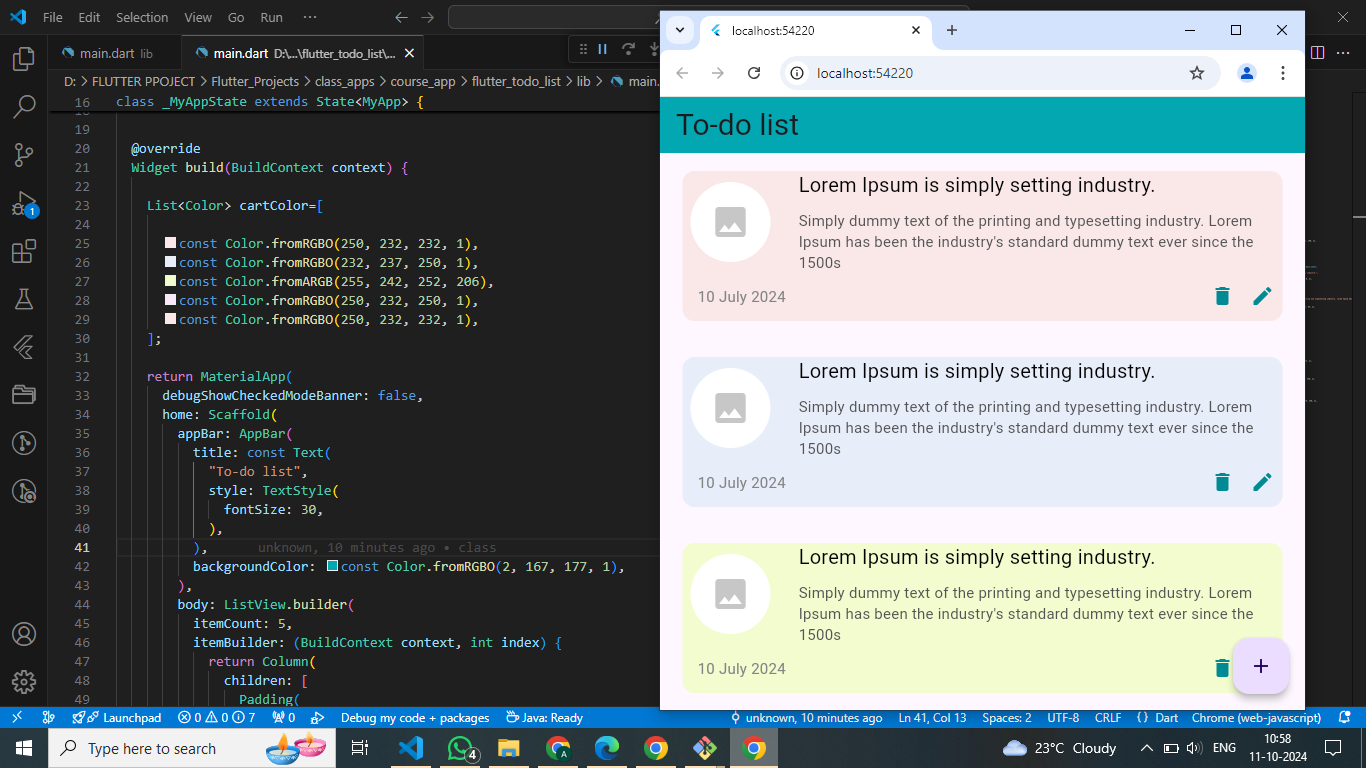 File Edit Selection View Go Run ···
main.dart lib
main.dart D:\...\flutter_todo_list\...
D: > FLUTTER PPOJECT > Flutter_Projects > class_apps > course_app > flutter_todo_list > lib > main.
16 class _MyAppState extends State<MyApp> {
18
19
20 @override
21 Widget build(BuildContext context) {
22
23 List<Color> cartColor=[
24
25 const Color.fromRGBO(250, 232, 232, 1),
26 const Color.fromRGBO(232, 237, 250, 1),
27 const Color.fromARGB(255, 242, 252, 206),
28 const Color.fromRGBO(250, 232, 250, 1),
29 const Color.fromRGBO(250, 232, 232, 1),
30 ];
31
32 return MaterialApp(
33 debugShowCheckedModeBanner: false,
34 home: Scaffold(
35 appBar: AppBar(
36 title: const Text(
37 "To-do list",
38 style: TextStyle(
39 fontSize: 30,
40 ),
41 ), unknown, 10 minutes ago • class
42 backgroundColor: const Color.fromRGBO(2, 167, 177, 1),
43 ),
44 body: ListView.builder(
45 itemCount: 5,
46 itemBuilder: (BuildContext context, int index) {
47 return Column(
48 children: [
49 Padding(
1
localhost:54220
localhost:54220
To-do list
Lorem Ipsum is simply setting industry.
Simply dummy text of the printing and typesetting industry. Lorem
Ipsum has been the industry's standard dummy text ever since the
1500s
10 July 2024
Lorem Ipsum is simply setting industry.
Simply dummy text of the printing and typesetting industry. Lorem
Ipsum has been the industry's standard dummy text ever since the
1500s
10 July 2024
Lorem Ipsum is simply setting industry.
Simply dummy text of the printing and typesetting industry. Lorem
Ipsum has been the industry's standard dummy text ever since the
1500s
10 July 2024
Launchpad 0 0 7 0 Debug my code + packages Java: Ready unknown, 10 minutes ago Ln 41, Col 13 Spaces: 2 UTF-8 CRLF {} Dart Chrome (web-javascript)
Type here to search 4 23°C Cloudy ENG 10:58
11-10-2024